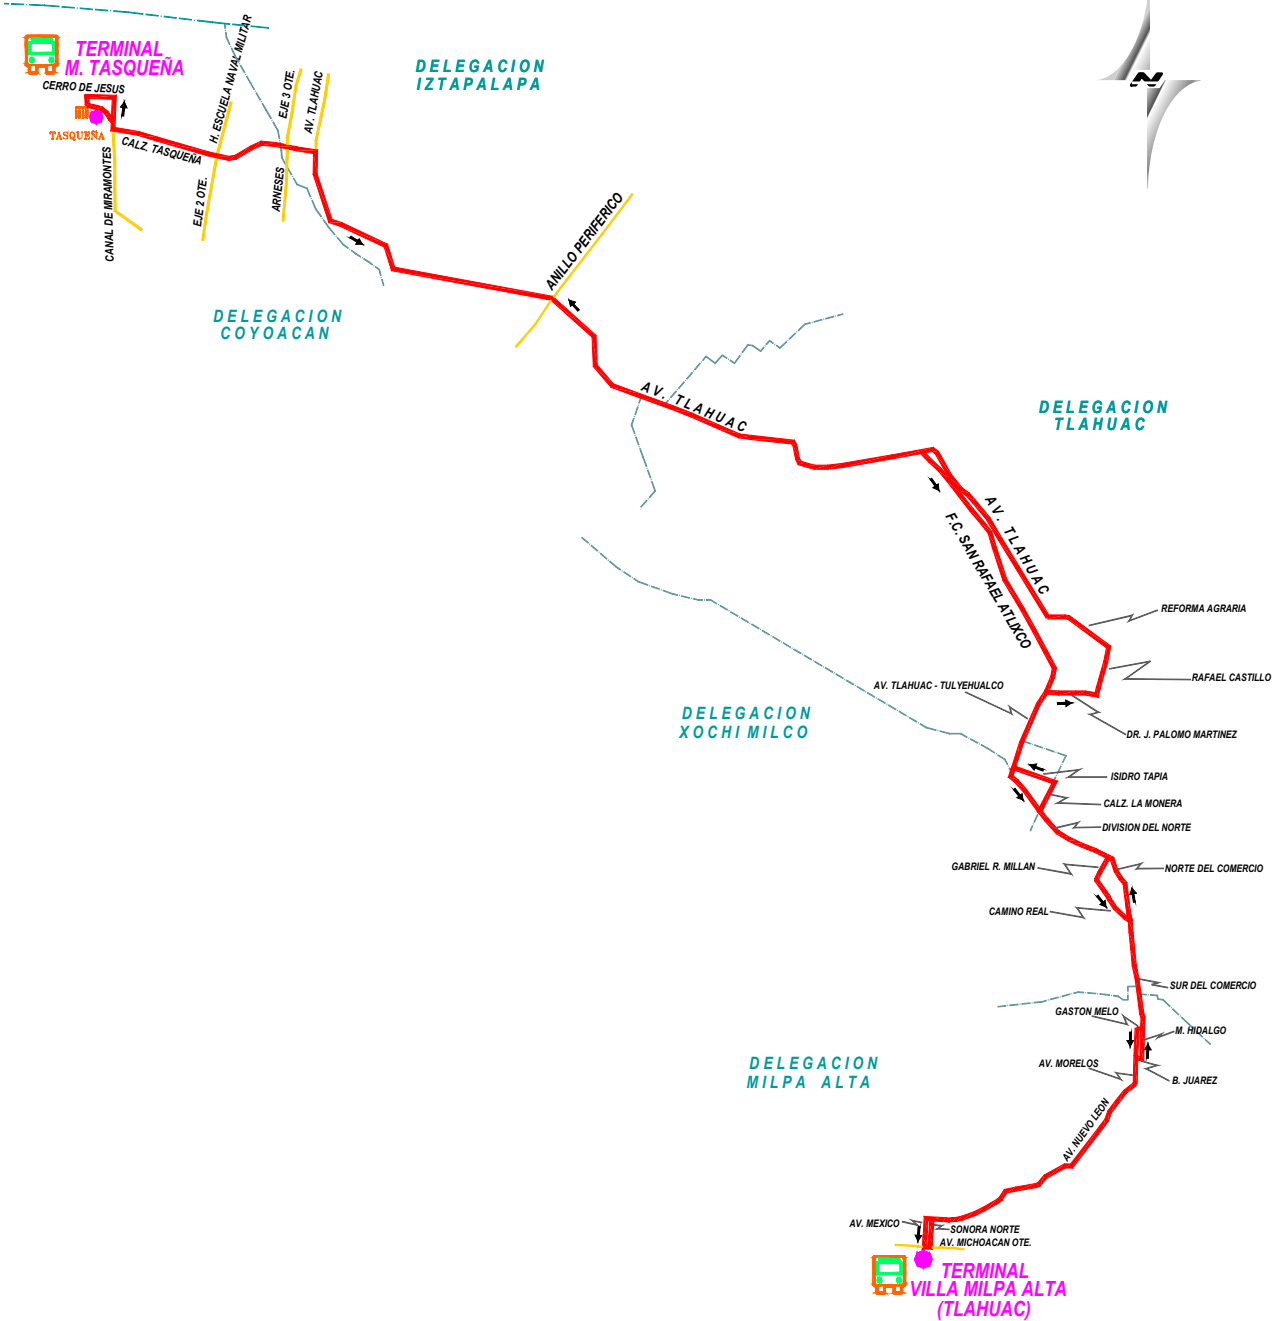 TERMINAL
M. TASQUEÑA
CERRO DE JESUS
TASQUEÑA
CALZ. TASQUEÑA
CANAL DE MIRAMONTES
H. ESCUELA NAVAL MILITAR
EJE 2 OTE.
EJE 3 OTE.
ARNESES
AV. TLAHUAC
DELEGACION
IZTAPALAPA
N
DELEGACION
COYOACAN
ANILLO PERIFERICO
AV. TLAHUAC
DELEGACION
TLAHUAC
AV. TLAHUAC
F.C. SAN RAFAEL ATLIXCO
REFORMA AGRARIA
RAFAEL CASTILLO
AV. TLAHUAC - TULYEHUALCO
DELEGACION
XOCHIMILCO
DR. J. PALOMO MARTINEZ
ISIDRO TAPIA
CALZ. LA MONERA
DIVISION DEL NORTE
GABRIEL R. MILLAN
NORTE DEL COMERCIO
CAMINO REAL
SUR DEL COMERCIO
GASTON MELO
M. HIDALGO
DELEGACION
MILPA ALTA
AV. MORELOS
B. JUAREZ
AV. NUEVO LEON
AV. MEXICO
SONORA NORTE
AV. MICHOACAN OTE.
TERMINAL
VILLA MILPA ALTA
(TLAHUAC)